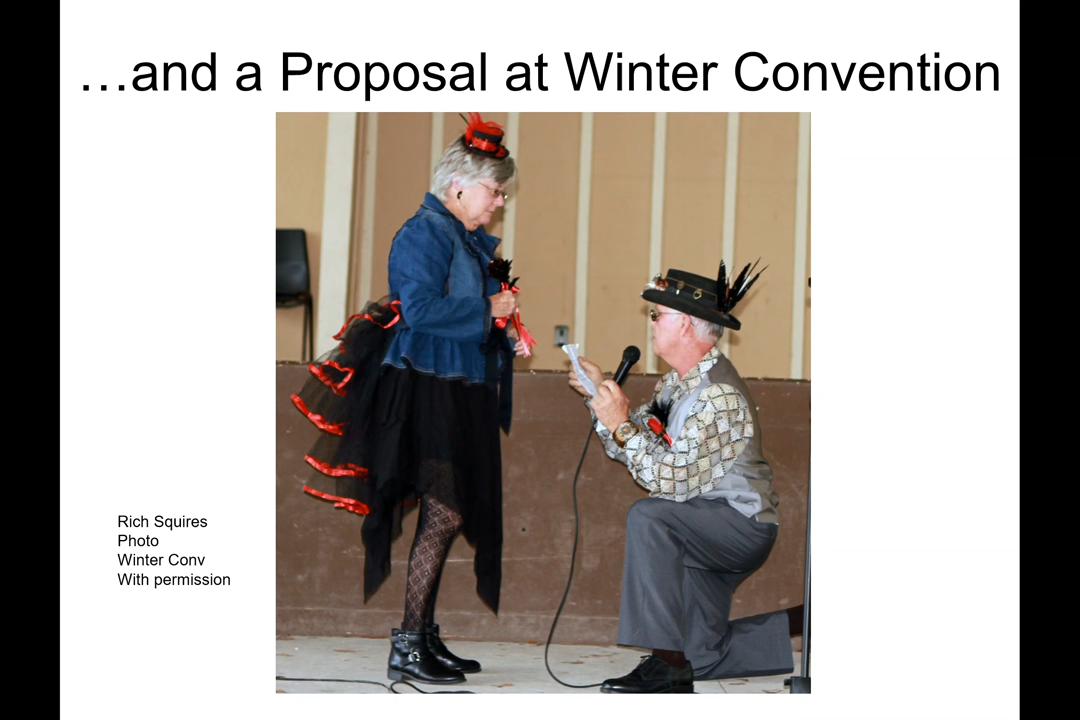 …and a Proposal at Winter Convention
Rich Squires
Photo
Winter Conv
With permission